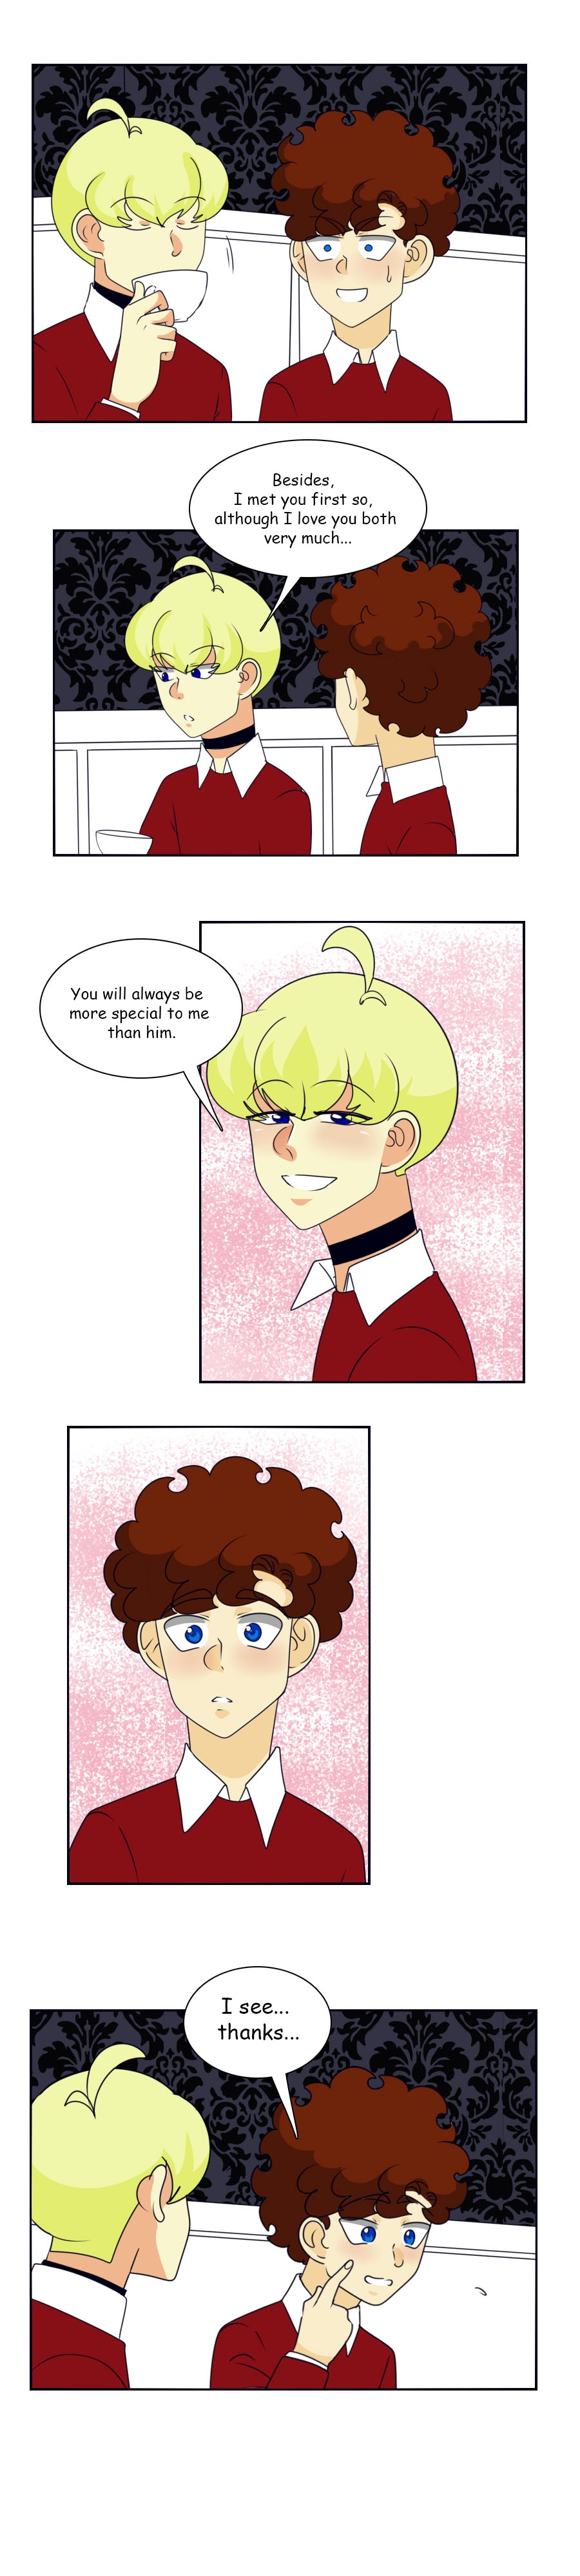 Besides,
I met you first so,
although I love you both
very much...
You will always be
more special to me
than him.
I see...
thanks...